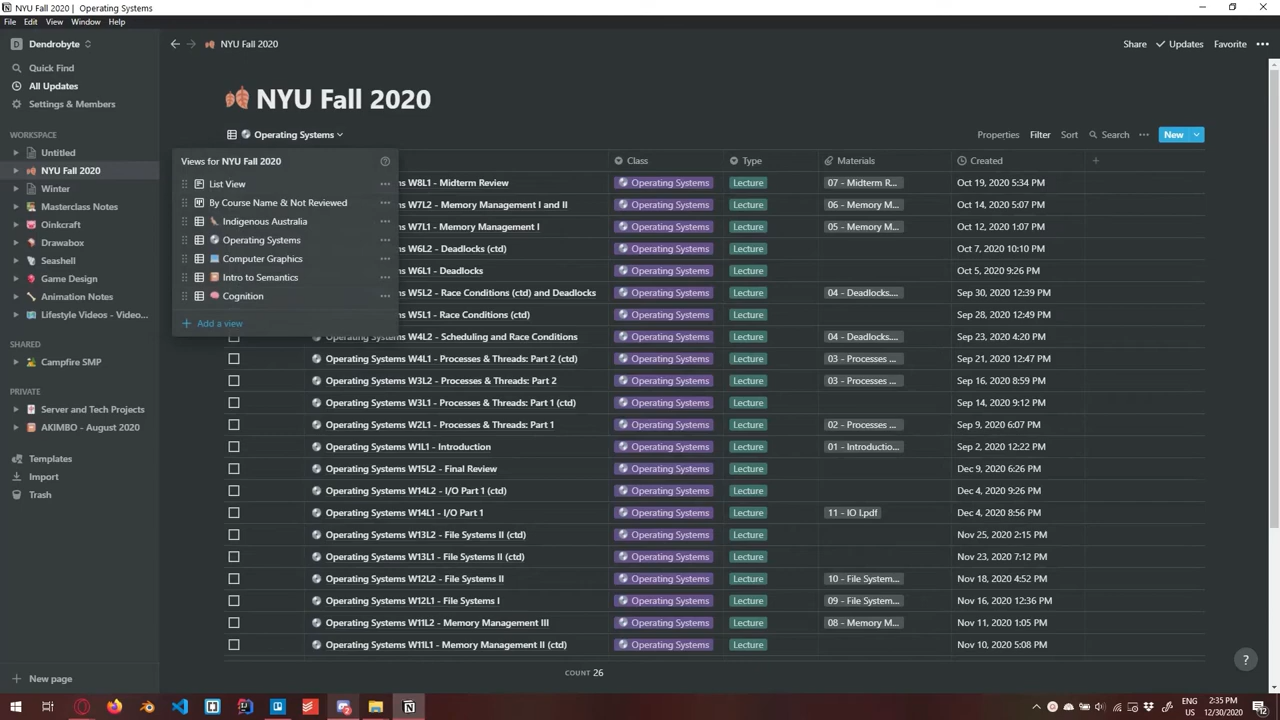 NYU Fall 2020 | Operating Systems
File Edit View Window Help
Dendrobyte
Quick Find
All Updates
Settings & Members
WORKSPACE
Untitled
NYU Fall 2020
Winter
Masterclass Notes
Oinkcraft
Drawabox
Seashell
Game Design
Animation Notes
Lifestyle Videos - Video...
SHARED
Campfire SMP
PRIVATE
Server and Tech Projects
AKIMBO - August 2020
Templates
Import
Trash
New page
NYU Fall 2020
Share Updates Favorite
NYU Fall 2020
Operating Systems
Properties Filter Sort Search New
Views for NYU Fall 2020
List View
By Course Name & Not Reviewed
Indigenous Australia
Operating Systems
Computer Graphics
Intro to Semantics
Cognition
Add a view
Class Type Materials Created
ms W8L1 - Midterm Review Operating Systems Lecture 07 - Midterm R... Oct 19, 2020 5:34 PM
ms W7L2 - Memory Management I and II Operating Systems Lecture 06 - Memory M... Oct 14, 2020 5:07 PM
ms W7L1 - Memory Management I Operating Systems Lecture 05 - Memory M... Oct 12, 2020 1:07 PM
ms W6L2 - Deadlocks (ctd) Operating Systems Lecture Oct 7, 2020 10:10 PM
ms W6L1 - Deadlocks Operating Systems Lecture Oct 5, 2020 9:26 PM
ms W5L2 - Race Conditions (ctd) and Deadlocks Operating Systems Lecture 04 - Deadlocks.... Sep 30, 2020 12:39 PM
ms W5L1 - Race Conditions (ctd) Operating Systems Lecture Sep 28, 2020 12:49 PM
ms W4L2 - Scheduling and Race Conditions Operating Systems Lecture 04 - Deadlocks.... Sep 23, 2020 4:20 PM
Operating Systems W4L1 - Processes & Threads: Part 2 (ctd) Operating Systems Lecture 03 - Processes ... Sep 21, 2020 12:47 PM
Operating Systems W3L2 - Processes & Threads: Part 2 Operating Systems Lecture 03 - Processes ... Sep 16, 2020 8:59 PM
Operating Systems W3L1 - Processes & Threads: Part 1 (ctd) Operating Systems Lecture Sep 14, 2020 9:12 PM
Operating Systems W2L1 - Processes & Threads: Part 1 Operating Systems Lecture 02 - Processes ... Sep 9, 2020 6:07 PM
Operating Systems W1L1 - Introduction Operating Systems Lecture 01 - Introductio... Sep 2, 2020 12:22 PM
Operating Systems W15L2 - Final Review Operating Systems Lecture Dec 9, 2020 6:26 PM
Operating Systems W14L2 - I/O Part 1 (ctd) Operating Systems Lecture Dec 4, 2020 9:26 PM
Operating Systems W14L1 - I/O Part 1 Operating Systems Lecture 11 - IO I.pdf Dec 4, 2020 8:56 PM
Operating Systems W13L2 - File Systems II (ctd) Operating Systems Lecture Nov 25, 2020 2:15 PM
Operating Systems W13L1 - File Systems II (ctd) Operating Systems Lecture Nov 23, 2020 7:12 PM
Operating Systems W12L2 - File Systems II Operating Systems Lecture 10 - File System... Nov 18, 2020 4:52 PM
Operating Systems W12L1 - File Systems I Operating Systems Lecture 09 - File System... Nov 16, 2020 12:36 PM
Operating Systems W11L2 - Memory Management III Operating Systems Lecture 08 - Memory M... Nov 11, 2020 1:05 PM
Operating Systems W11L1 - Memory Management II (ctd) Operating Systems Lecture Nov 10, 2020 5:08 PM
COUNT 26
?
ENG
US
2:35 PM
12/30/2020
12